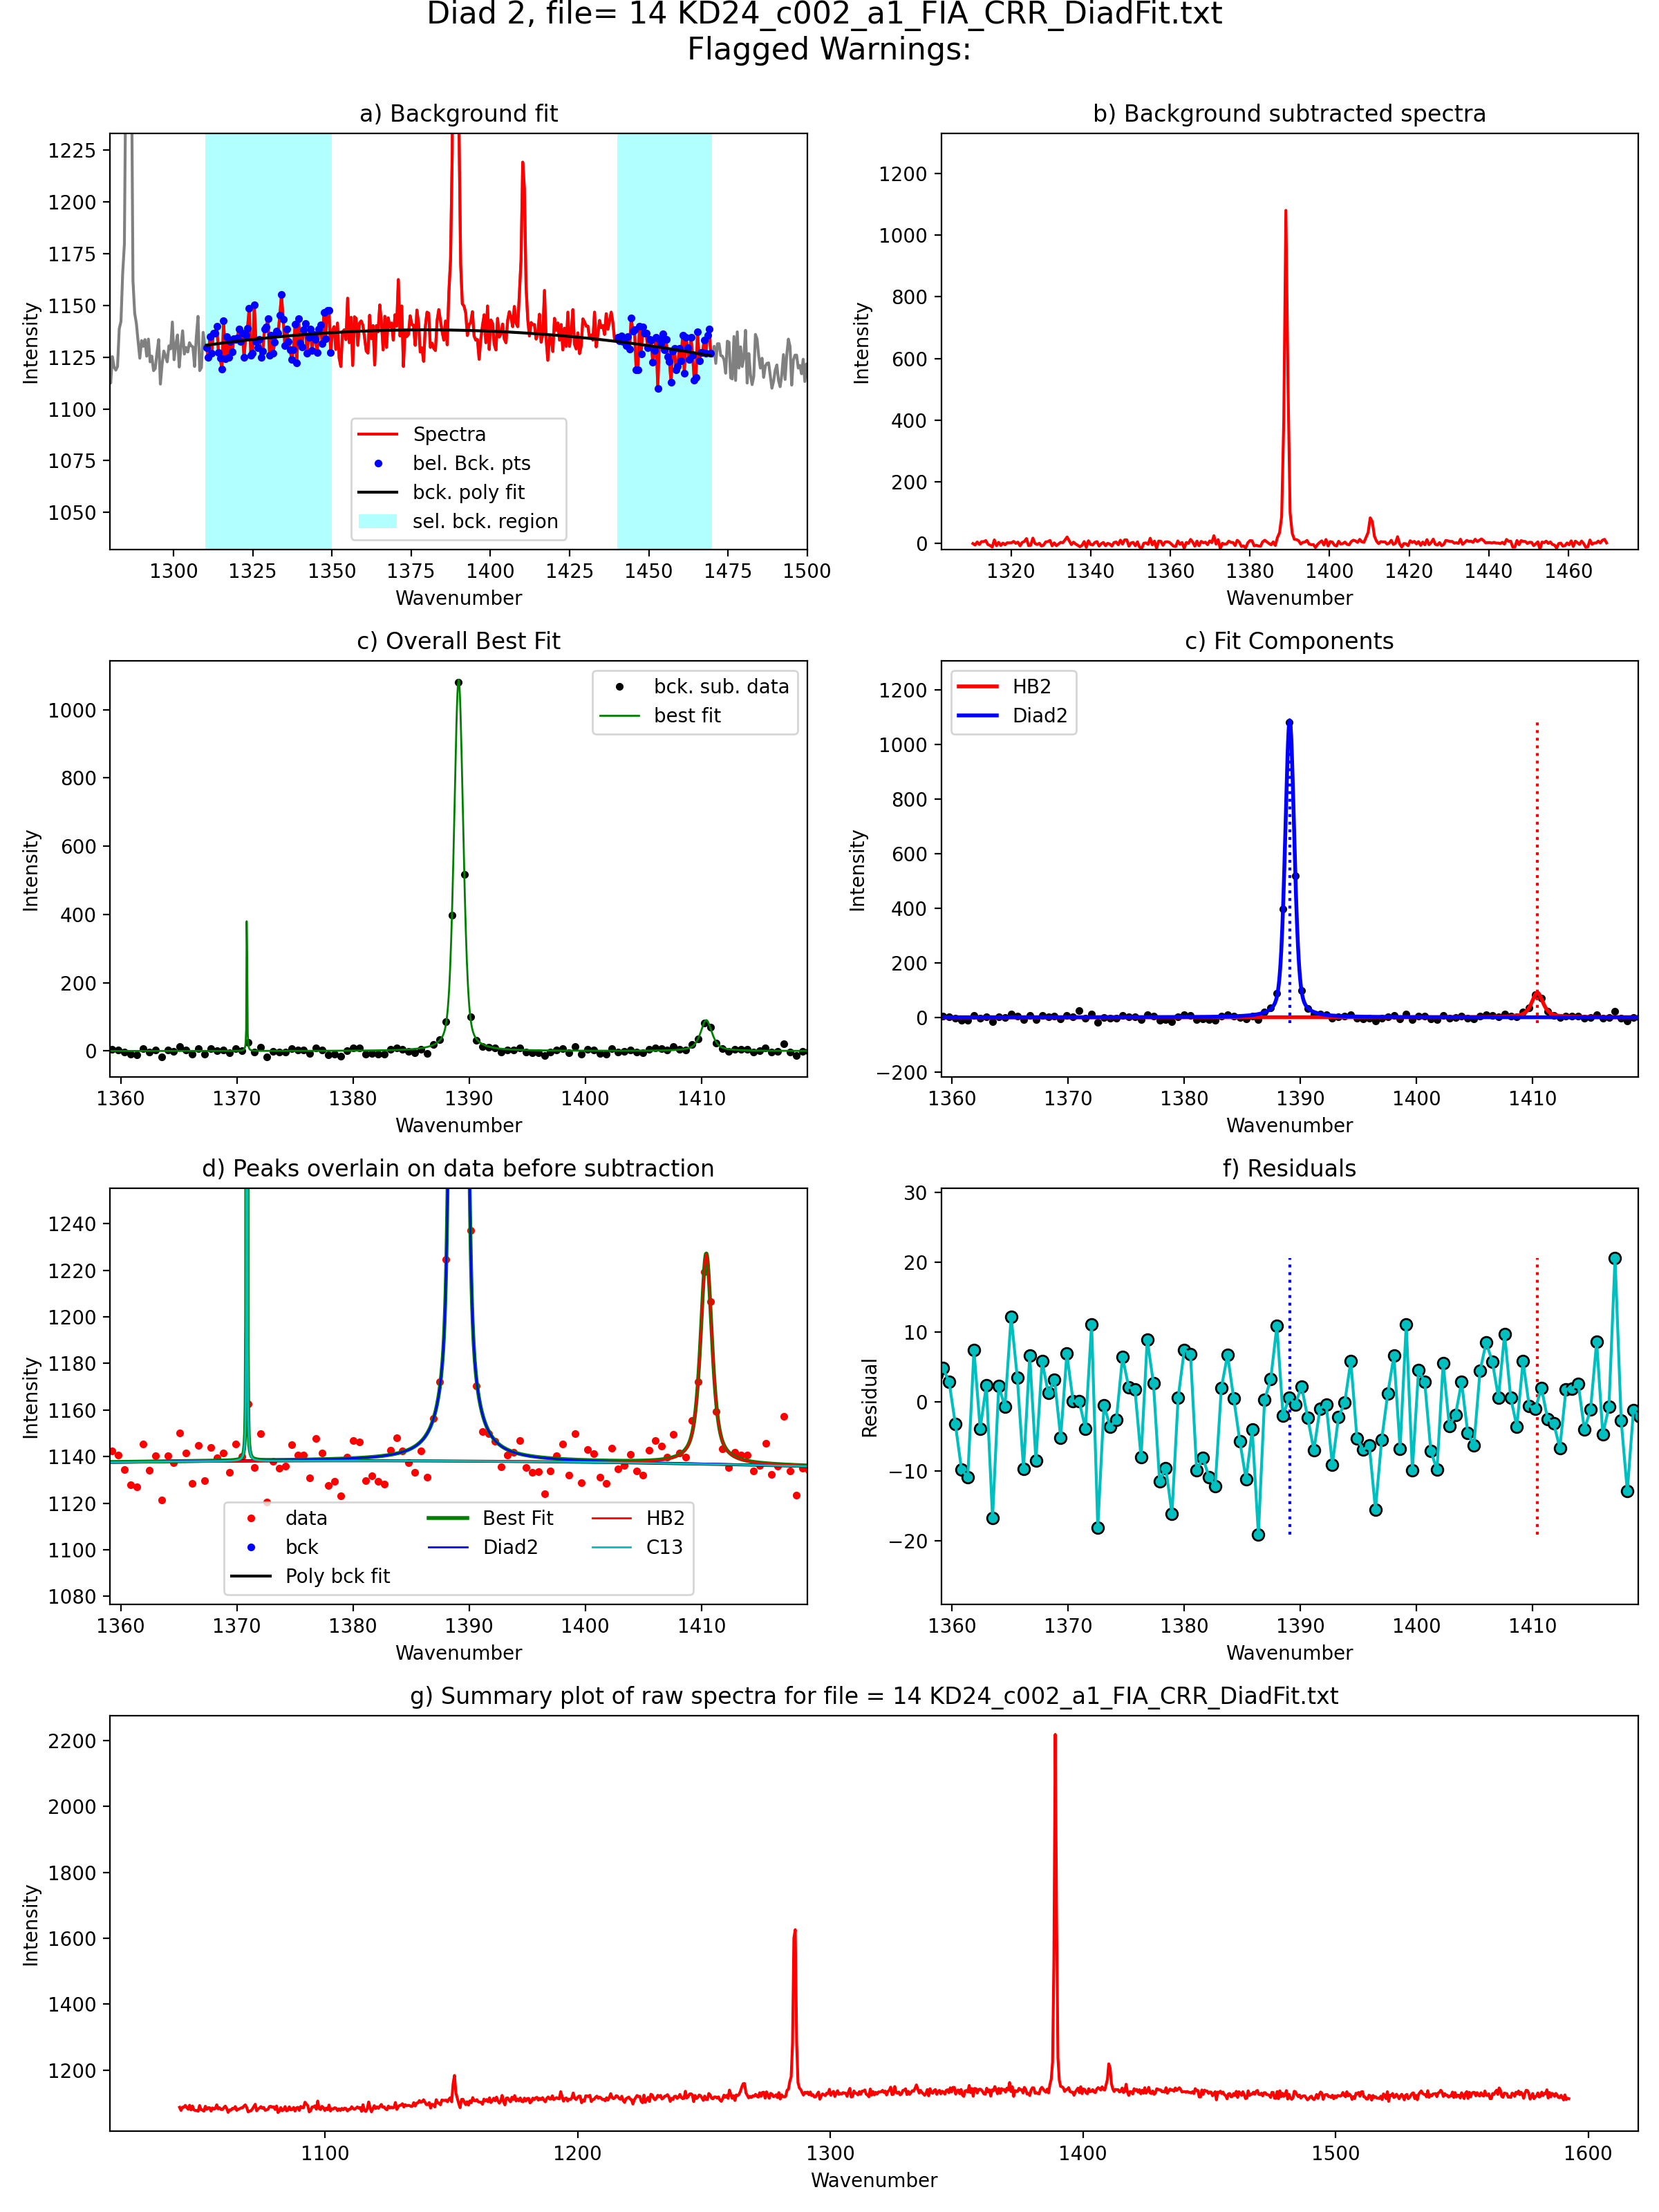 Diad 2, file= 14 KD24_c002_a1_FIA_CRR_DiadFit.txt
Flagged Warnings:
a) Background fit
Intensity
1225
1200
1175
1150
1125
1100
1075
1050
Spectra
bel. Bck. pts
bck. poly fit
sel. bck. region
1300 1325 1350 1375 1400 1425 1450 1475 1500
Wavenumber
b) Background subtracted spectra
Intensity
1200
1000
800
600
400
200
0
1320 1340 1360 1380 1400 1420 1440 1460
Wavenumber
c) Overall Best Fit
Intensity
1000
800
600
400
200
0
bck. sub. data
best fit
1360 1370 1380 1390 1400 1410
Wavenumber
c) Fit Components
Intensity
1200
1000
800
600
400
200
0
−200
HB2
Diad2
1360 1370 1380 1390 1400 1410
Wavenumber
d) Peaks overlain on data before subtraction
Intensity
1240
1220
1200
1180
1160
1140
1120
1100
1080
data
bck
Poly bck fit
Best Fit
Diad2
HB2
C13
1360 1370 1380 1390 1400 1410
Wavenumber
f) Residuals
Residual
30
20
10
0
−10
−20
1360 1370 1380 1390 1400 1410
Wavenumber
g) Summary plot of raw spectra for file = 14 KD24_c002_a1_FIA_CRR_DiadFit.txt
Intensity
2200
2000
1800
1600
1400
1200
1100 1200 1300 1400 1500 1600
Wavenumber